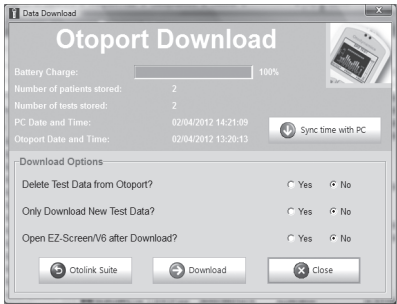 Data Download
Otoport Download
Battery Charge: 100%
Number of patients stored: 2
Number of tests stored: 2
PC Date and Time: 02/04/2012 14:21:09
Sync time with PC
Otoport Date and Time: 02/04/2012 13:20:13
Download Options
Delete Test Data from Otoport? Yes No
Only Download New Test Data? Yes No
Open EZ-Screen/V6 after Download? Yes No
Otolink Suite Download Close